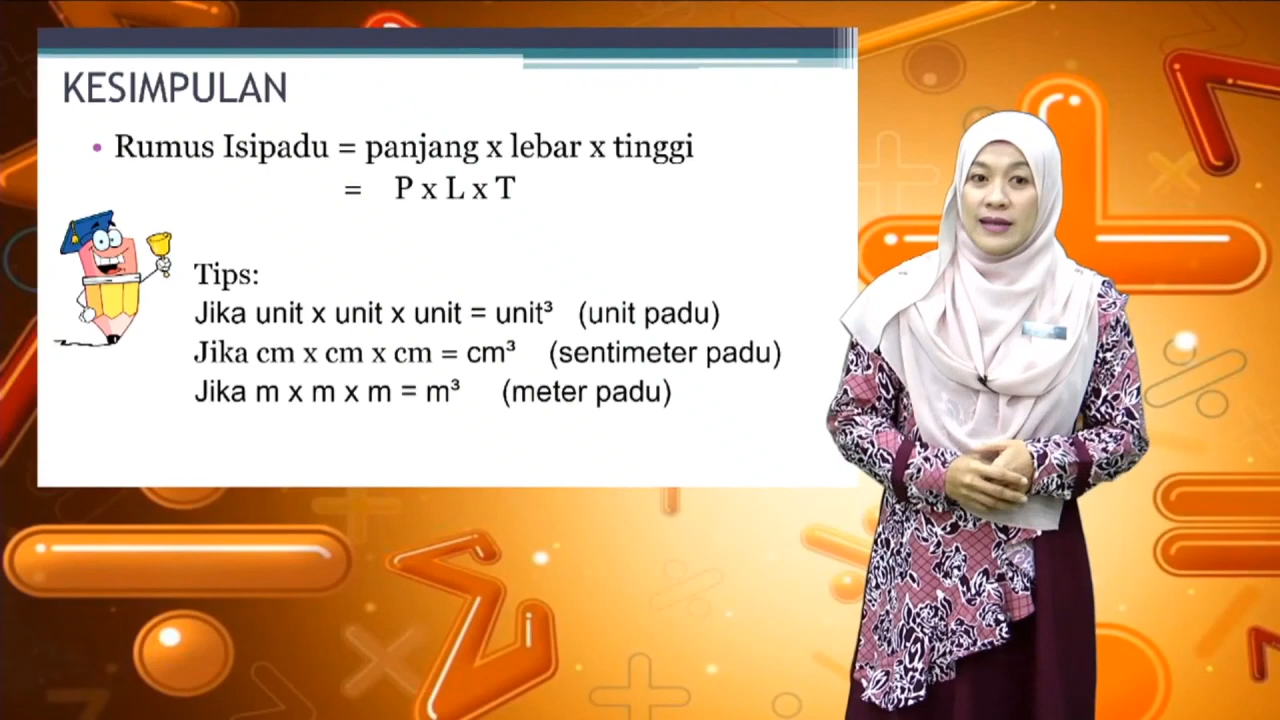 KESIMPULAN
• Rumus Isipadu = panjang x lebar x tinggi
= P x L x T
Tips:
Jika unit x unit x unit = unit³ (unit padu)
Jika cm x cm x cm = cm³ (sentimeter padu)
Jika m x m x m = m³ (meter padu)